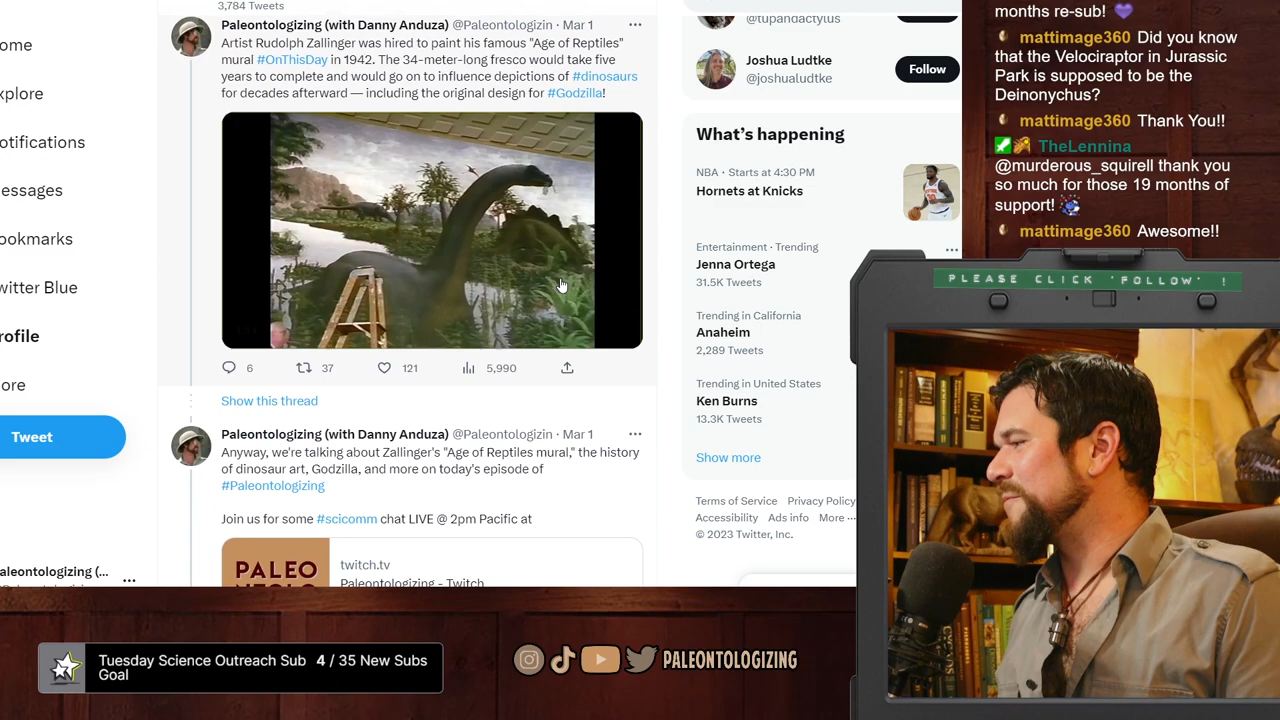 3,784 Tweets
Paleontologizing (with Danny Anduza) @Paleontologizin · Mar 1
Artist Rudolph Zallinger was hired to paint his famous "Age of Reptiles"
mural #OnThisDay in 1942. The 34-meter-long fresco would take five
years to complete and would go on to influence depictions of #dinosaurs
for decades afterward — including the original design for #Godzilla!
6 37 121 5,990
Show this thread
Paleontologizing (with Danny Anduza) @Paleontologizin · Mar 1
Anyway, we're talking about Zallinger's "Age of Reptiles mural," the history
of dinosaur art, Godzilla, and more on today's episode of
#Paleontologizing
Join us for some #scicomm chat LIVE @ 2pm Pacific at
PALEO
twitch.tv
Paleontologizing - Twitch
ome
xplore
otifications
essages
ookmarks
witter Blue
rofile
ore
Tweet
aleontologizing (...
@tupandactylus
Joshua Ludtke
@joshualudtke
Follow
What's happening
NBA · Starts at 4:30 PM
Hornets at Knicks
Entertainment · Trending
Jenna Ortega
31.5K Tweets
Trending in California
Anaheim
2,289 Tweets
Trending in United States
Ken Burns
13.3K Tweets
Show more
Terms of Service Privacy Policy
Accessibility Ads info More ...
© 2023 Twitter, Inc.
months re-sub!
mattimage360 Did you know
that the Velociraptor in Jurassic
Park is supposed to be the
Deinonychus?
mattimage360 Thank You!!
TheLennina
@murderous_squirell thank you
so much for those 19 months of
support!
mattimage360 Awesome!!
PLEASE CLICK 'FOLLOW' !
Tuesday Science Outreach Sub 4 / 35 New Subs
Goal
PALEONTOLOGIZING